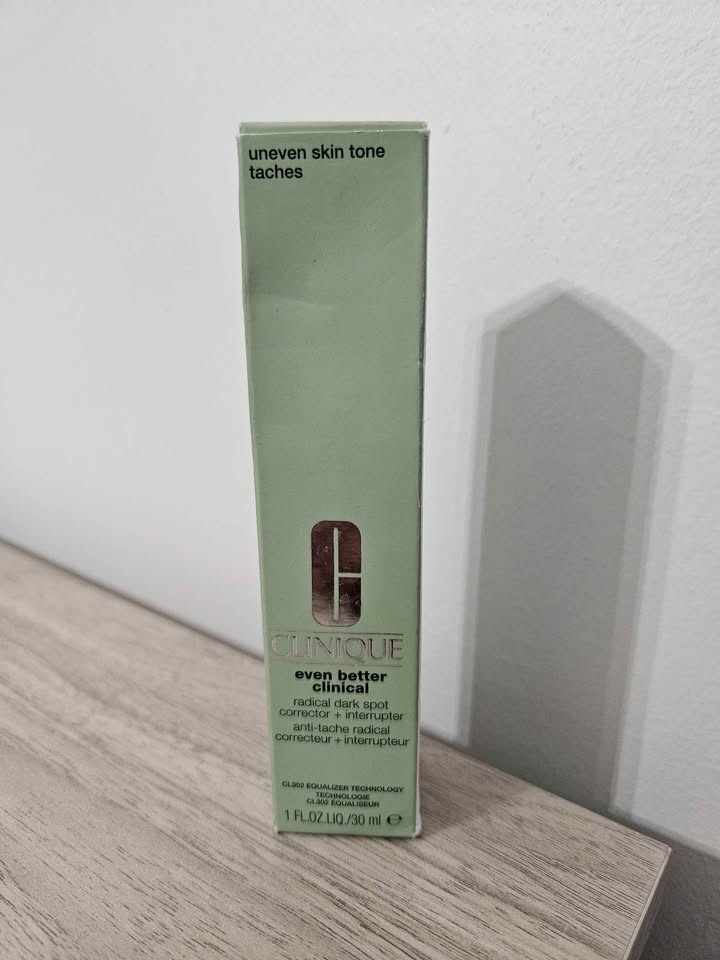 uneven skin tone
taches
C
CLINIQUE
even better
clinical
radical dark spot
corrector + interrupter
anti-tache radical
correcteur + interrupteur
CL302 EQUALIZER TECHNOLOGY
TECHNOLOGIE
CL302 ÉQUALISEUR
1 FL.OZ.LIQ./30 ml ℮